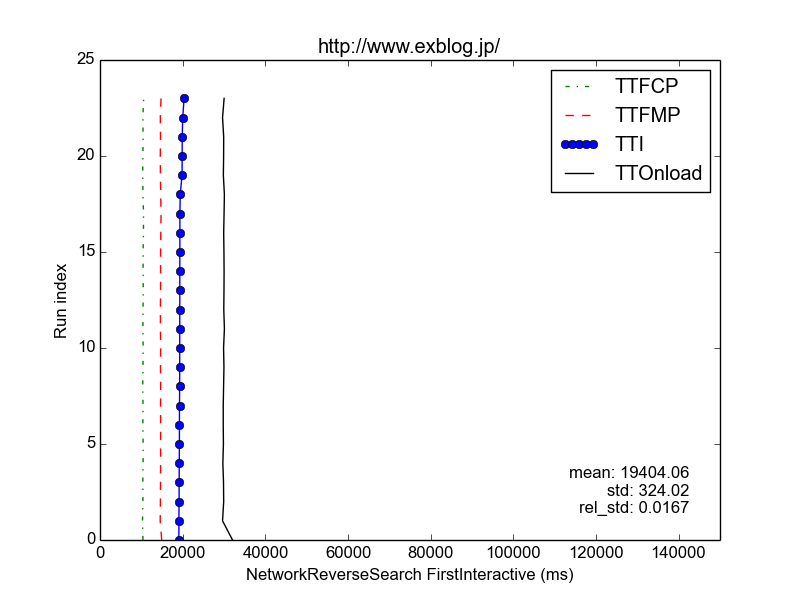 http://www.exblog.jp/
25
20
15
10
5
0
Run index
TTFCP
TTFMP
TTI
TTOnload
mean: 19404.06
std: 324.02
rel_std: 0.0167
0 20000 40000 60000 80000 100000 120000 140000
NetworkReverseSearch FirstInteractive (ms)